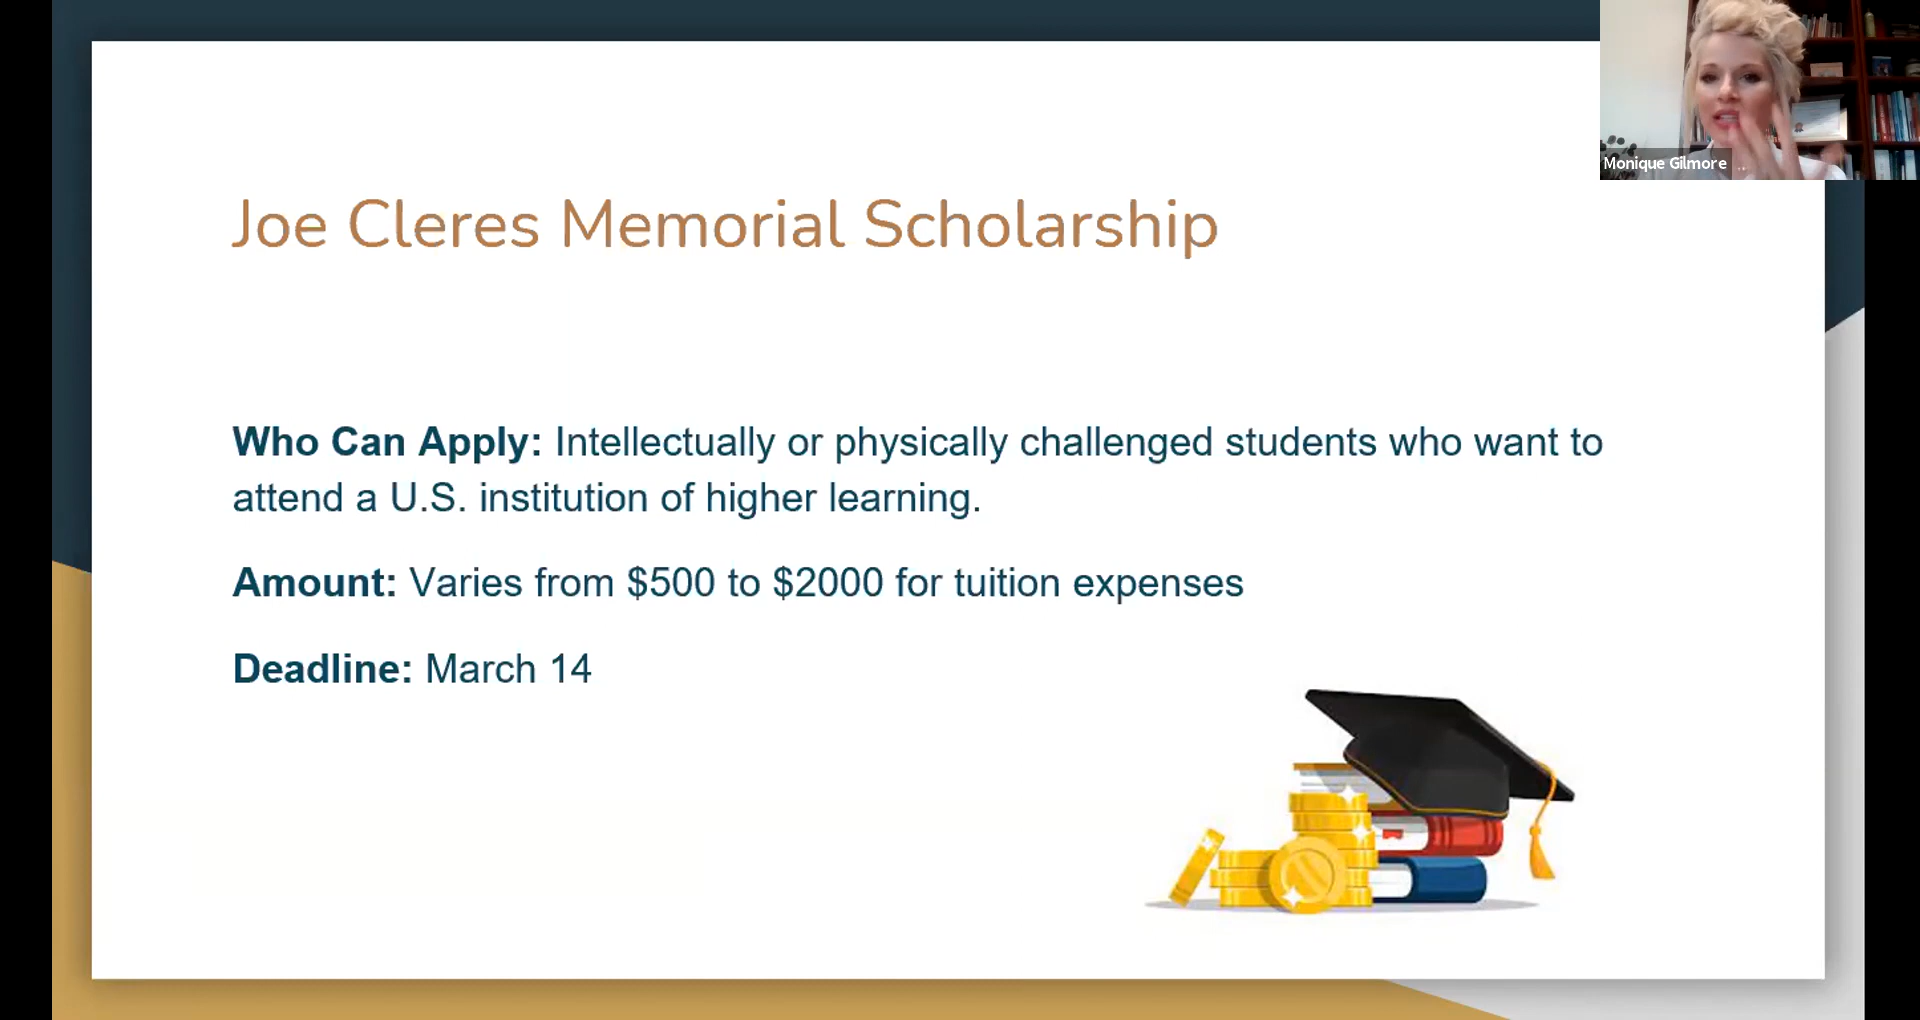 Monique Gilmore
Joe Cleres Memorial Scholarship
Who Can Apply: Intellectually or physically challenged students who want to
attend a U.S. institution of higher learning.
Amount: Varies from $500 to $2000 for tuition expenses
Deadline: March 14